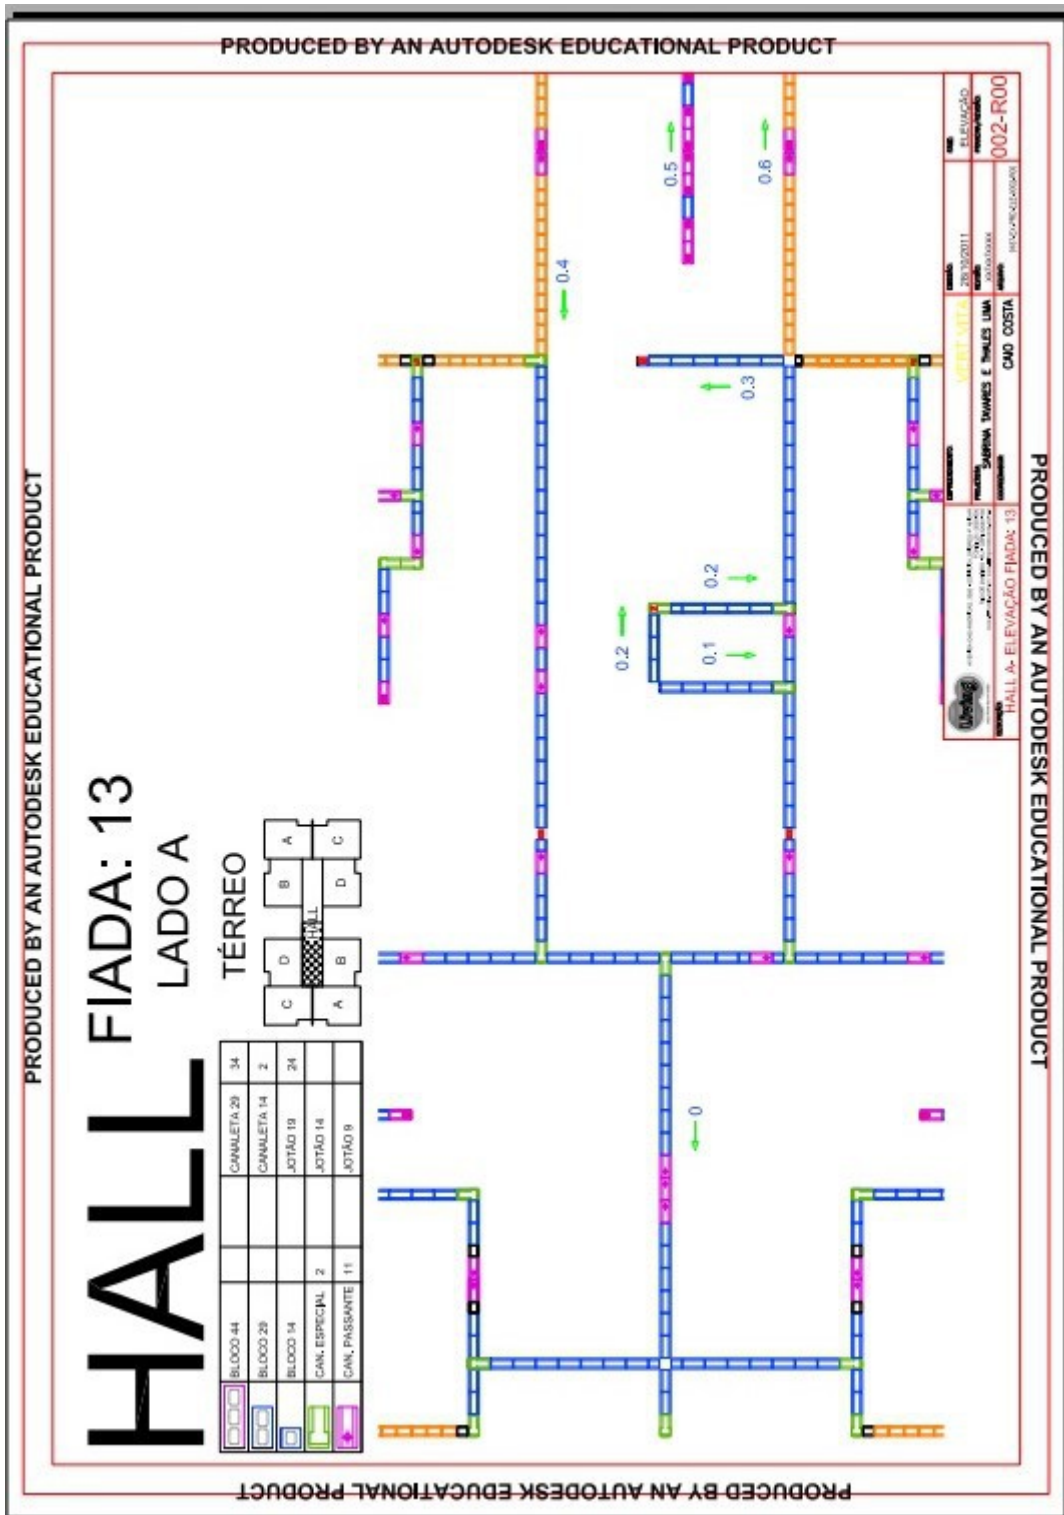 PRODUCED BY AN AUTODESK EDUCATIONAL PRODUCT
PRODUCED BY AN AUTODESK EDUCATIONAL PRODUCT
PRODUCED BY AN AUTODESK EDUCATIONAL PRODUCT
PRODUCED BY AN AUTODESK EDUCATIONAL PRODUCT
HALL FIADA: 13
LADO A
TÉRREO
C D B A
HALL
A B D C
BLOCO 44 CANALETA 29 34
BLOCO 29 CANALETA 14 2
BLOCO 14 JOTÃO 19 24
CAN. ESPECIAL 2 JOTÃO 14
CAN. PASSANTE 11 JOTÃO 9
0.4
0.5
0.6
0.3
0.2
0.2
0.1
0
VERT VITA
28/10/2011
ELEVAÇÃO
SABRINA TAVARES E THALES LIMA
CAIO COSTA
002-R00
HALL A- ELEVAÇÃO FIADA: 13